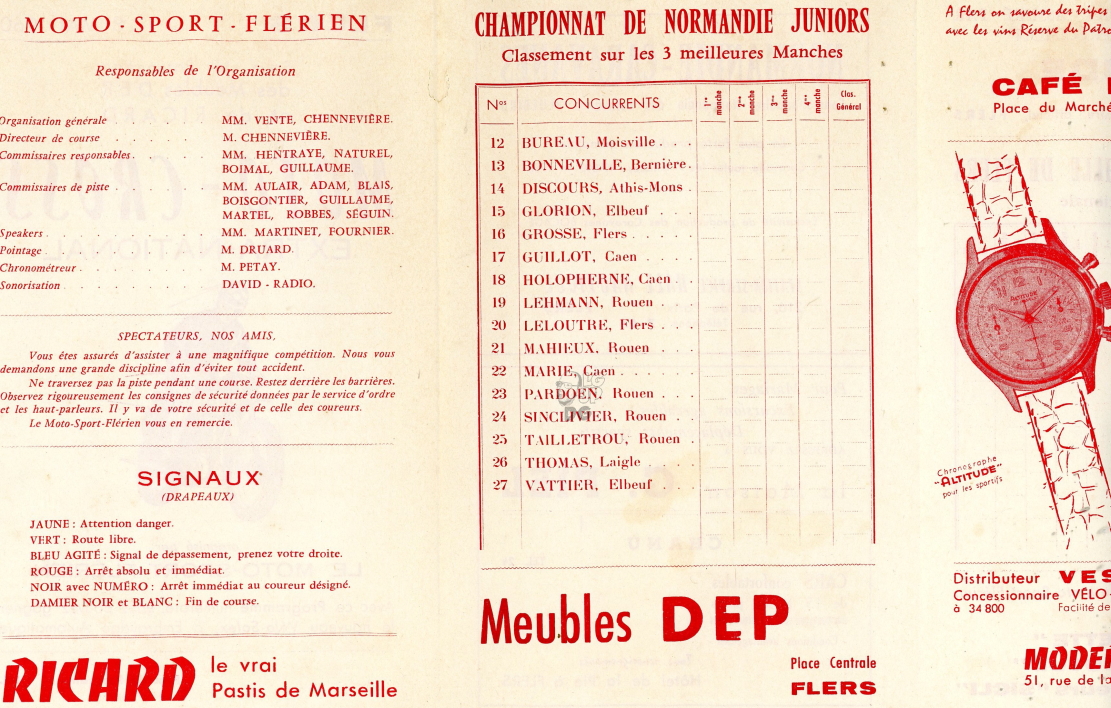 MOTO - SPORT - FLÉRIEN
Responsables de l'Organisation
Organisation générale MM. VENTE, CHENNEVIÈRE.
Directeur de course . . . . . M. CHENNEVIÈRE.
Commissaires responsables . . . . . MM. HENTRAYE, NATUREL,
BOIMAL, GUILLAUME.
Commissaires de piste . . . . . MM. AULAIR, ADAM, BLAIS,
BOISGONTIER, GUILLAUME,
MARTEL, ROBBES, SÉGUIN.
Speakers . . . . . . . MM. MARTINET, FOURNIER.
Pointage . . . . . . . M. DRUARD.
Chronométreur . . . . . . M. PETAY.
Sonorisation . . . . . . DAVID - RADIO.
SPECTATEURS, NOS AMIS,
Vous êtes assurés d'assister à une magnifique compétition. Nous vous
demandons une grande discipline afin d'éviter tout accident.
Ne traversez pas la piste pendant une course. Restez derrière les barrières.
Observez rigoureusement les consignes de sécurité données par le service d'ordre
et les haut-parleurs. Il y va de votre sécurité et de celle des coureurs.
Le Moto-Sport-Flérien vous en remercie.
SIGNAUX
(DRAPEAUX)
JAUNE : Attention danger.
VERT : Route libre.
BLEU AGITÉ : Signal de dépassement, prenez votre droite.
ROUGE : Arrêt absolu et immédiat.
NOIR avec NUMÉRO : Arrêt immédiat au coureur désigné.
DAMIER NOIR et BLANC : Fin de course.
RICARD le vrai
Pastis de Marseille
CHAMPIONNAT DE NORMANDIE JUNIORS
Classement sur les 3 meilleures Manches
Nos CONCURRENTS 1re manche 2me manche 3me manche 4me manche Clas. Général
12 BUREAU, Moisville . . .
13 BONNEVILLE, Bernière.
14 DISCOURS, Athis-Mons .
15 GLORION, Elbeuf . . .
16 GROSSE, Flers . . . .
17 GUILLOT, Caen . . . .
18 HOLOPHERNE, Caen . .
19 LEHMANN, Rouen . . .
20 LELOUTRE, Flers . . .
21 MAHIEUX, Rouen . . .
22 MARIE, Caen . . . . .
23 PARDOEN, Rouen . . .
24 SINCLIVIER, Rouen . .
25 TAILLETROU, Rouen .
26 THOMAS, Laigle . . . .
27 VATTIER, Elbeuf . . .
Meubles DEP
Place Centrale
FLERS
A Flers on savoure des tripes
avec les vins Réserve du
CAFÉ
Place du Marché
ALTITUDE
Chronographe
"ALTITUDE"
pour les sportifs
Distributeur
Concessionnaire VÉLO
à 34 800 Facilité de
51, rue de